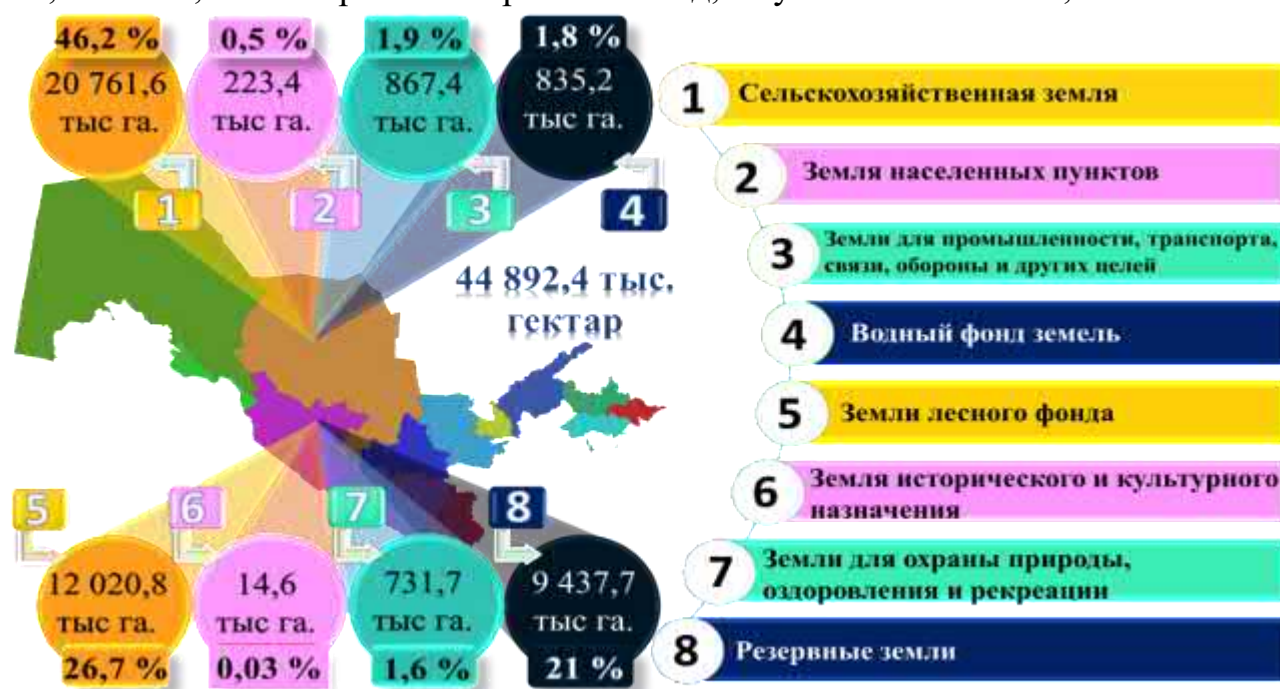 46,2 %
0,5 %
1,9 %
1,8 %
20 761,6
тыс га.
223,4
тыс га.
867,4
тыс га.
835,2
тыс га.
1
2
3
4
44 892,4 тыс.
гектар
5
6
7
8
12 020,8
тыс га.
14,6
тыс га.
731,7
тыс га.
9 437,7
тыс га.
26,7 %
0,03 %
1,6 %
21 %
1 Сельскохозяйственная земля
2 Земля населенных пунктов
3 Земли для промышленности, транспорта,
связи, обороны и других целей
4 Водный фонд земель
5 Земли лесного фонда
6 Земля исторического и культурного
назначения
7 Земли для охраны природы,
оздоровления и рекреации
8 Резервные земли